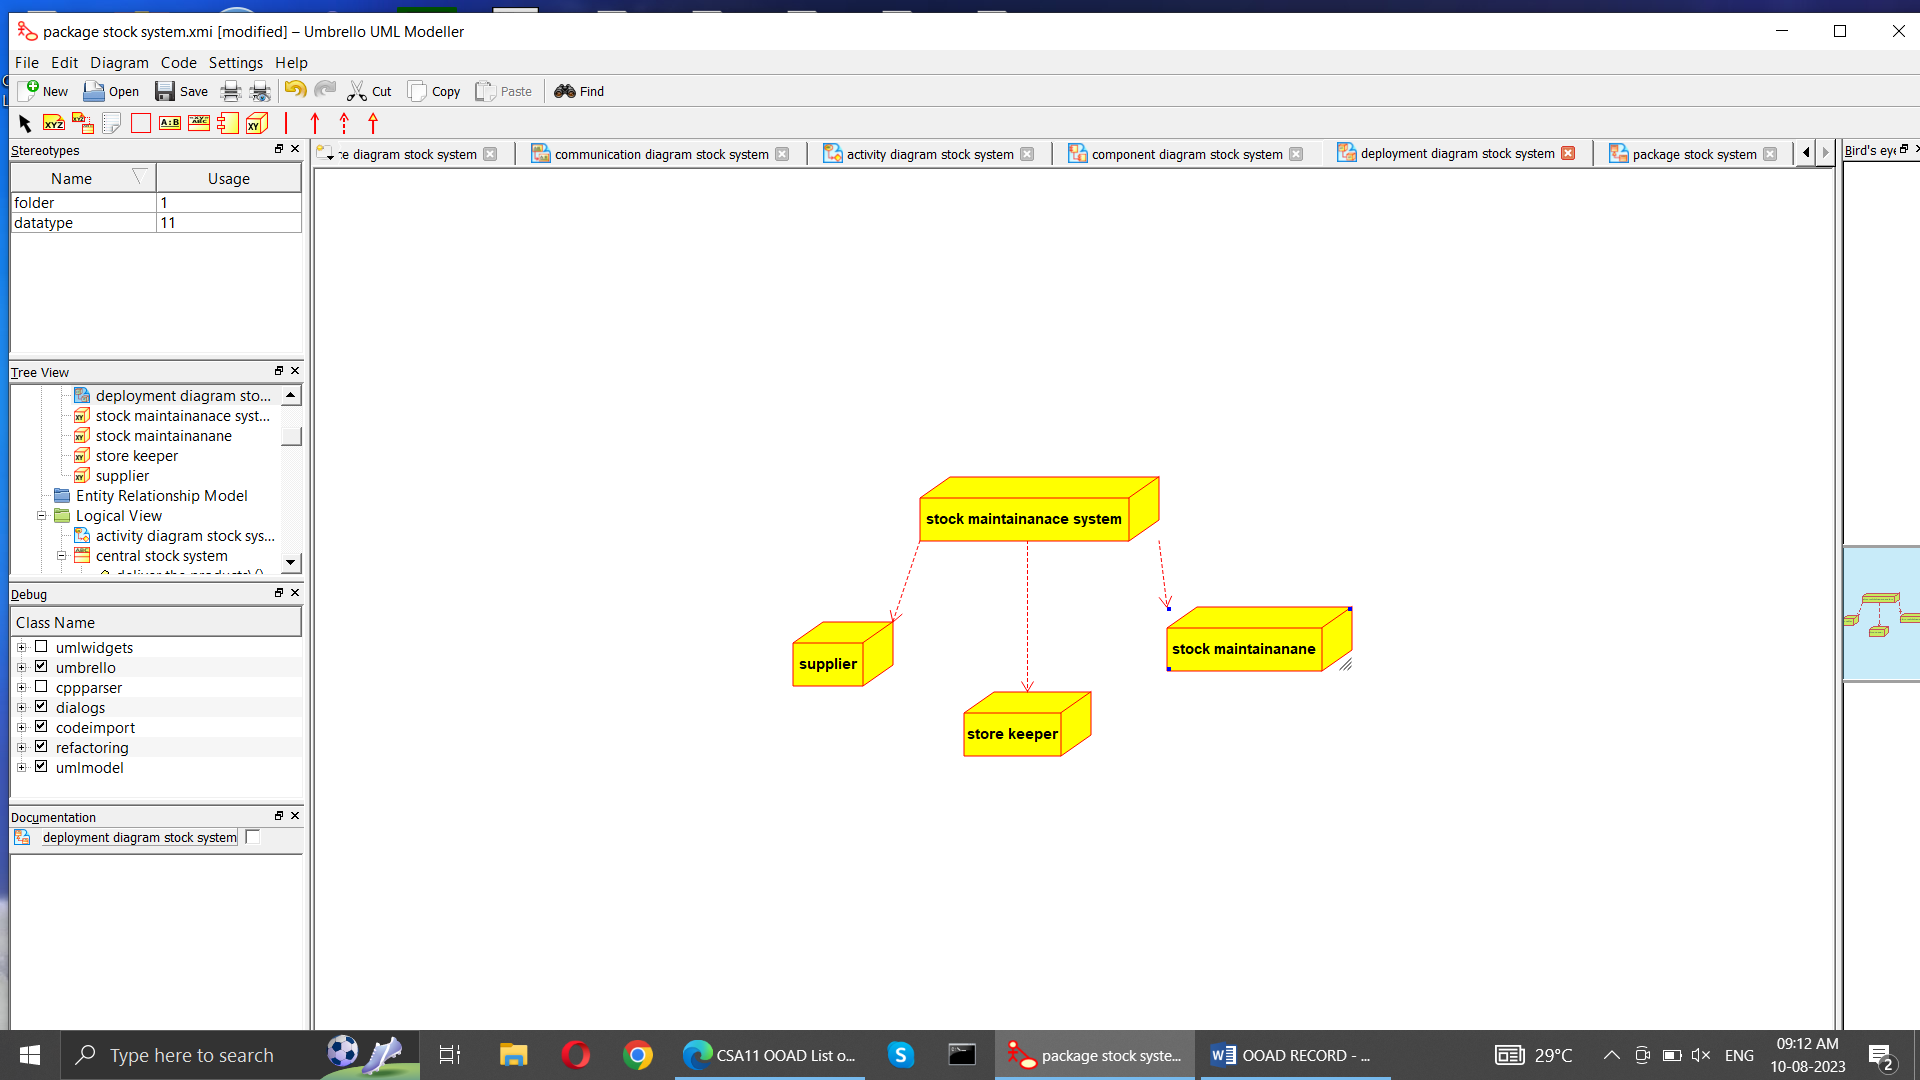 package stock system.xmi [modified] – Umbrello UML Modeller
File Edit Diagram Code Settings Help
New Open Save Cut Copy Paste Find
XYZ XYZ A:B ABC XY
Stereotypes
Name Usage
folder 1
datatype 11
re diagram stock system communication diagram stock system activity diagram stock system component diagram stock system deployment diagram stock system package stock system
Bird's eye
stock maintainanace system
supplier
stock maintainanane
store keeper
Tree View
deployment diagram sto...
stock maintainanace syst...
stock maintainanane
store keeper
supplier
Entity Relationship Model
Logical View
activity diagram stock sys...
central stock system
Debug
Class Name
umlwidgets
umbrello
cppparser
dialogs
codeimport
refactoring
umlmodel
Documentation
deployment diagram stock system
Type here to search
CSA11 OOAD List o...
package stock syste...
OOAD RECORD - ...
29°C
ENG
09:12 AM
10-08-2023
2